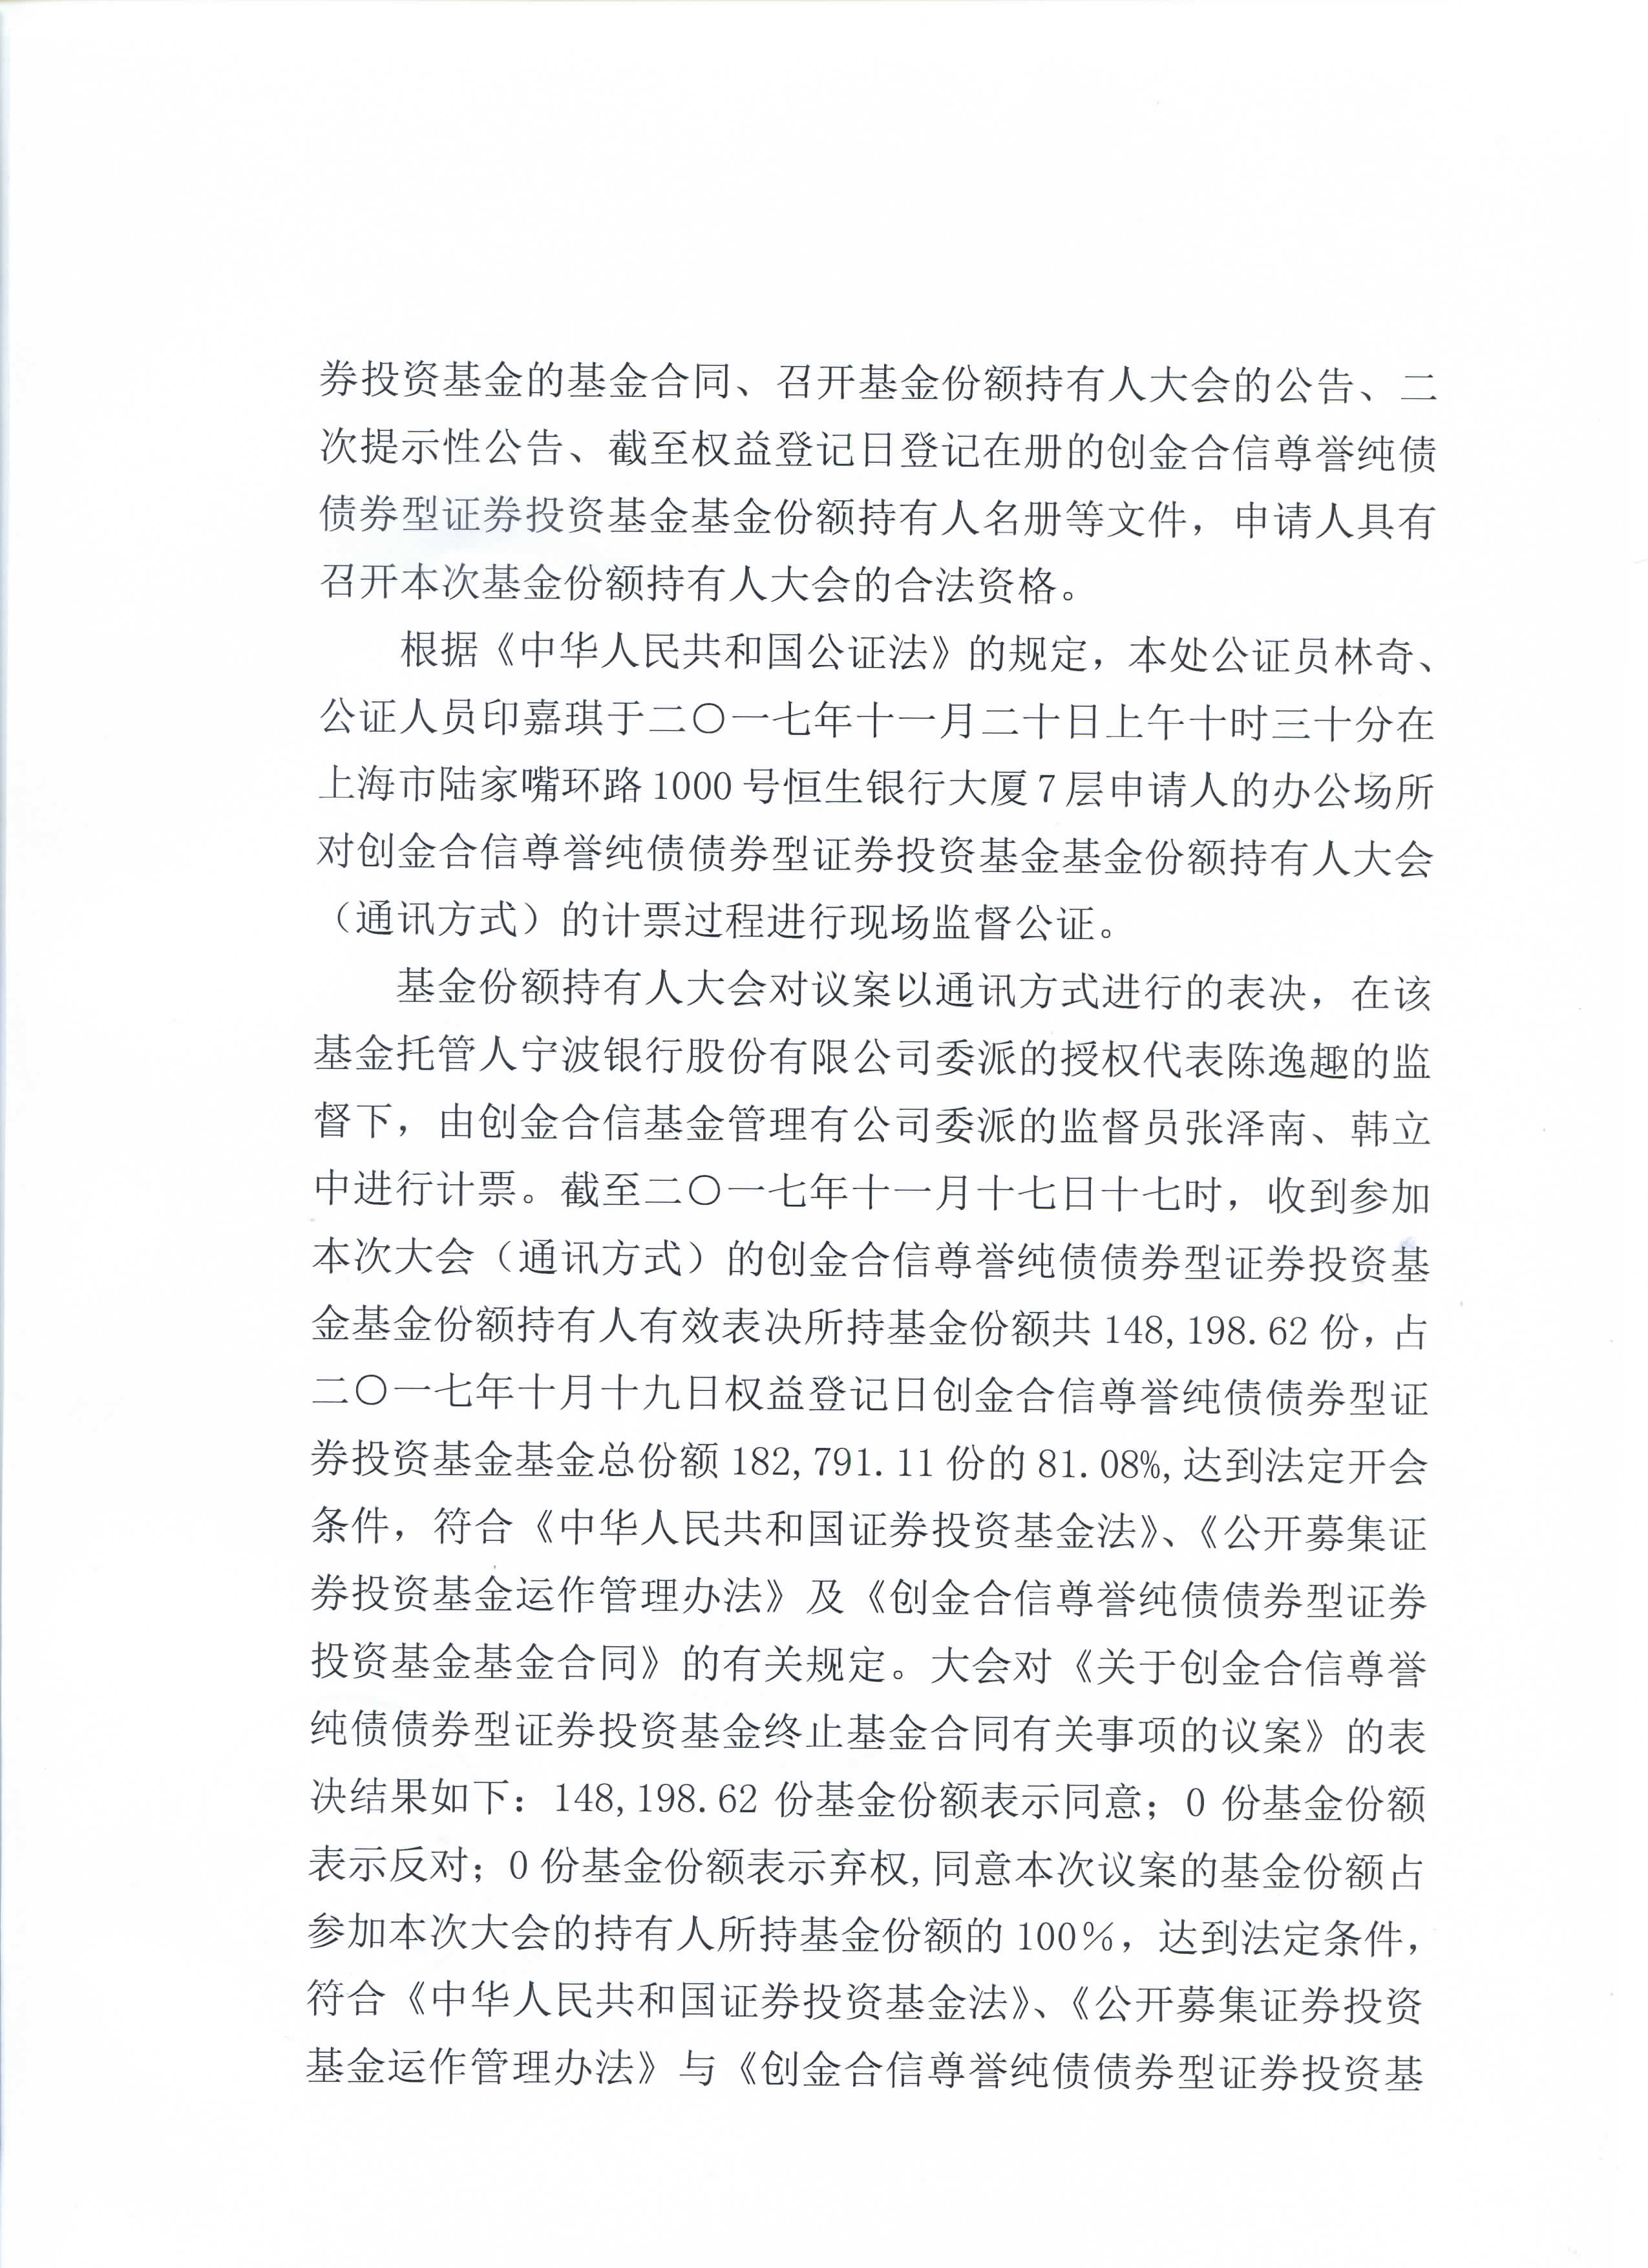 券投资基金的基金合同、召开基金份额持有人大会的公告、二
次提示性公告、截至权益登记日登记在册的创金合信尊誉纯债
债券型证券投资基金基金份额持有人名册等文件，申请人具有
召开本次基金份额持有人大会的合法资格。
根据《中华人民共和国公证法》的规定，本处公证员林奇、
公证人员印嘉琪于二〇一七年十一月二十日上午十时三十分在
上海市陆家嘴环路1000号恒生银行大厦7层申请人的办公场所
对创金合信尊誉纯债债券型证券投资基金基金份额持有人大会
（通讯方式）的计票过程进行现场监督公证。
基金份额持有人大会对议案以通讯方式进行的表决，在该
基金托管人宁波银行股份有限公司委派的授权代表陈逸趣的监
督下，由创金合信基金管理有公司委派的监督员张泽南、韩立
中进行计票。截至二〇一七年十一月十七日十七时，收到参加
本次大会（通讯方式）的创金合信尊誉纯债债券型证券投资基
金基金份额持有人有效表决所持基金份额共148,198.62份，占
二〇一七年十月十九日权益登记日创金合信尊誉纯债债券型证
券投资基金基金总份额182,791.11份的81.08%,达到法定开会
条件，符合《中华人民共和国证券投资基金法》、《公开募集证
券投资基金运作管理办法》及《创金合信尊誉纯债债券型证券
投资基金基金合同》的有关规定。大会对《关于创金合信尊誉
纯债债券型证券投资基金终止基金合同有关事项的议案》的表
决结果如下：148,198.62份基金份额表示同意；0份基金份额
表示反对；0份基金份额表示弃权,同意本次议案的基金份额占
参加本次大会的持有人所持基金份额的100%，达到法定条件，
符合《中华人民共和国证券投资基金法》、《公开募集证券投资
基金运作管理办法》与《创金合信尊誉纯债债券型证券投资基